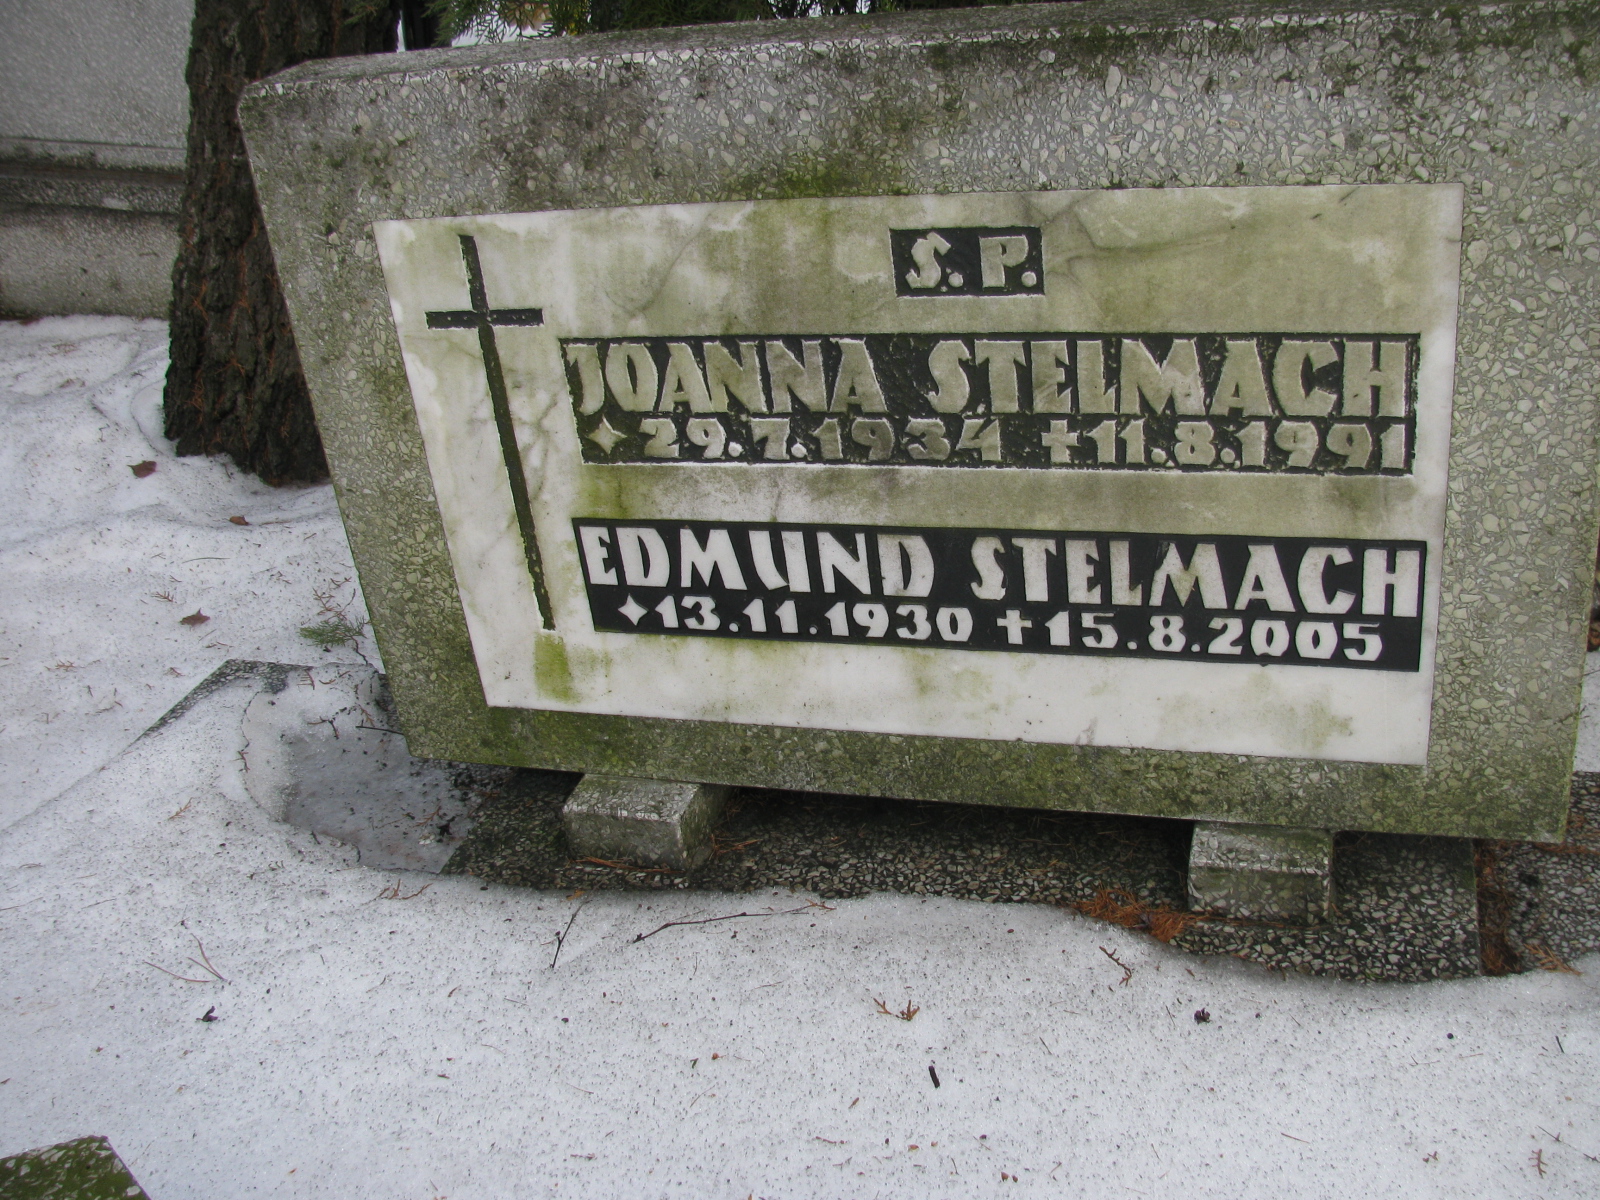 S. P.
JOANNA STELMACH
✦ 29.7.1934 ✝ 11.8.1991
EDMUND STELMACH
✦ 13.11.1930 ✝ 15.8.2005